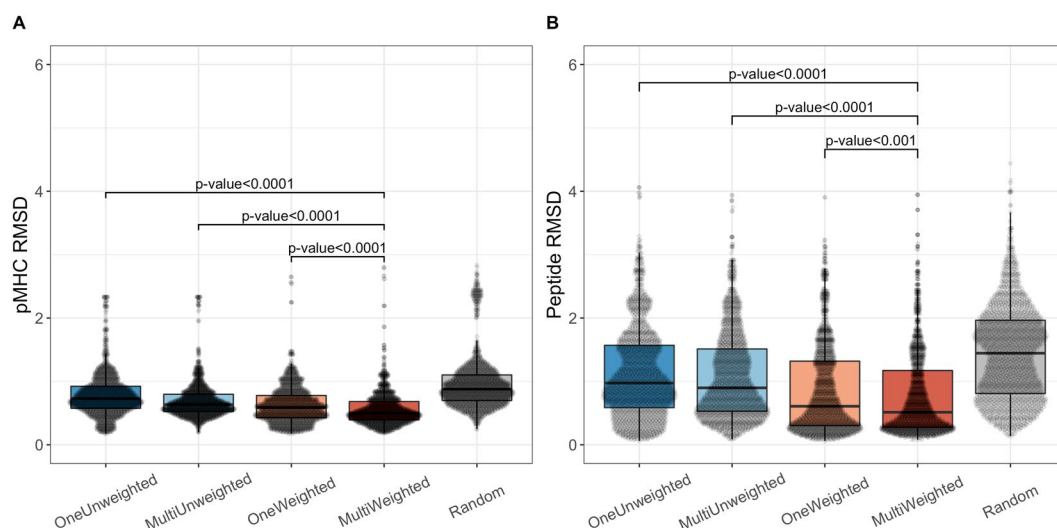 A
pMHC RMSD
6
4
2
0
p-value<0.0001
p-value<0.0001
p-value<0.0001
OneUnweighted
MultiUnweighted
OneWeighted
MultiWeighted
Random
B
Peptide RMSD
6
4
2
0
p-value<0.0001
p-value<0.0001
p-value<0.001
OneUnweighted
MultiUnweighted
OneWeighted
MultiWeighted
Random